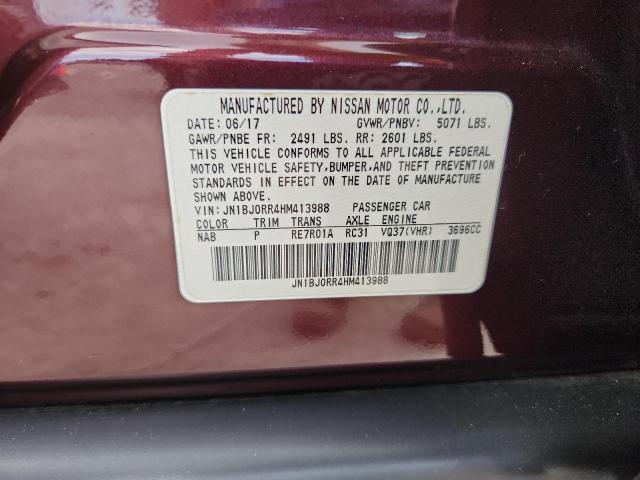 MANUFACTURED BY NISSAN MOTOR CO.,LTD.
DATE: 06/17 GVWR/PNBV: 5071 LBS.
GAWR/PNBE FR: 2491 LBS. RR: 2601 LBS.
THIS VEHICLE CONFORMS TO ALL APPLICABLE FEDERAL
MOTOR VEHICLE SAFETY,BUMPER,AND THEFT PREVENTION
STANDARDS IN EFFECT ON THE DATE OF MANUFACTURE
SHOWN ABOVE.
VIN: JN1BJ0RR4HM413988 PASSENGER CAR
COLOR TRIM TRANS AXLE ENGINE
NAB P RE7R01A RC31 VQ37(VHR) 3696CC
JN1BJ0RR4HM413988